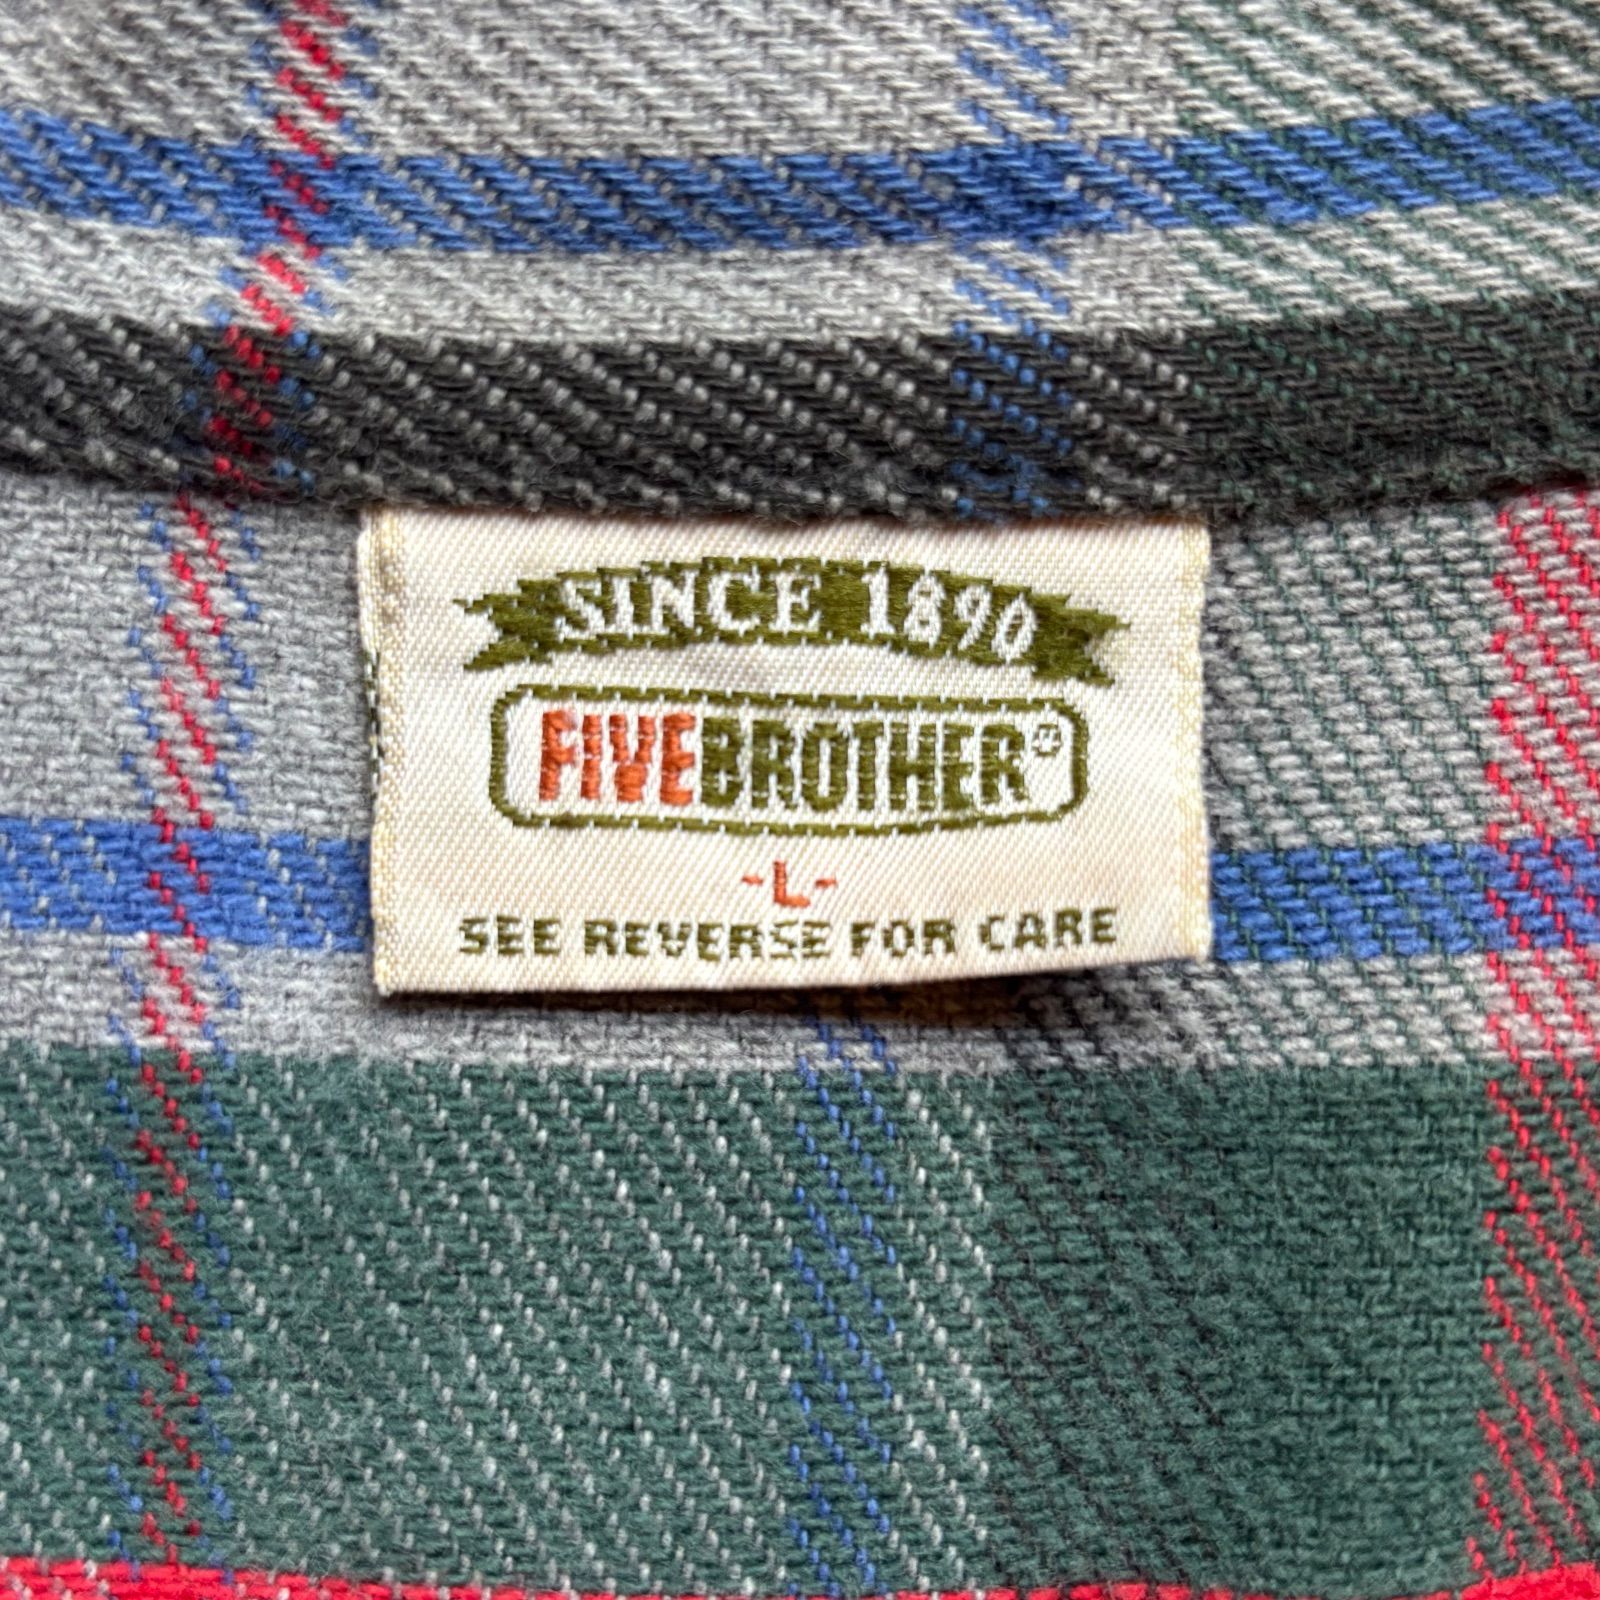 SINCE 1890
FIVEBROTHER®
-L-
SEE REVERSE FOR CARE